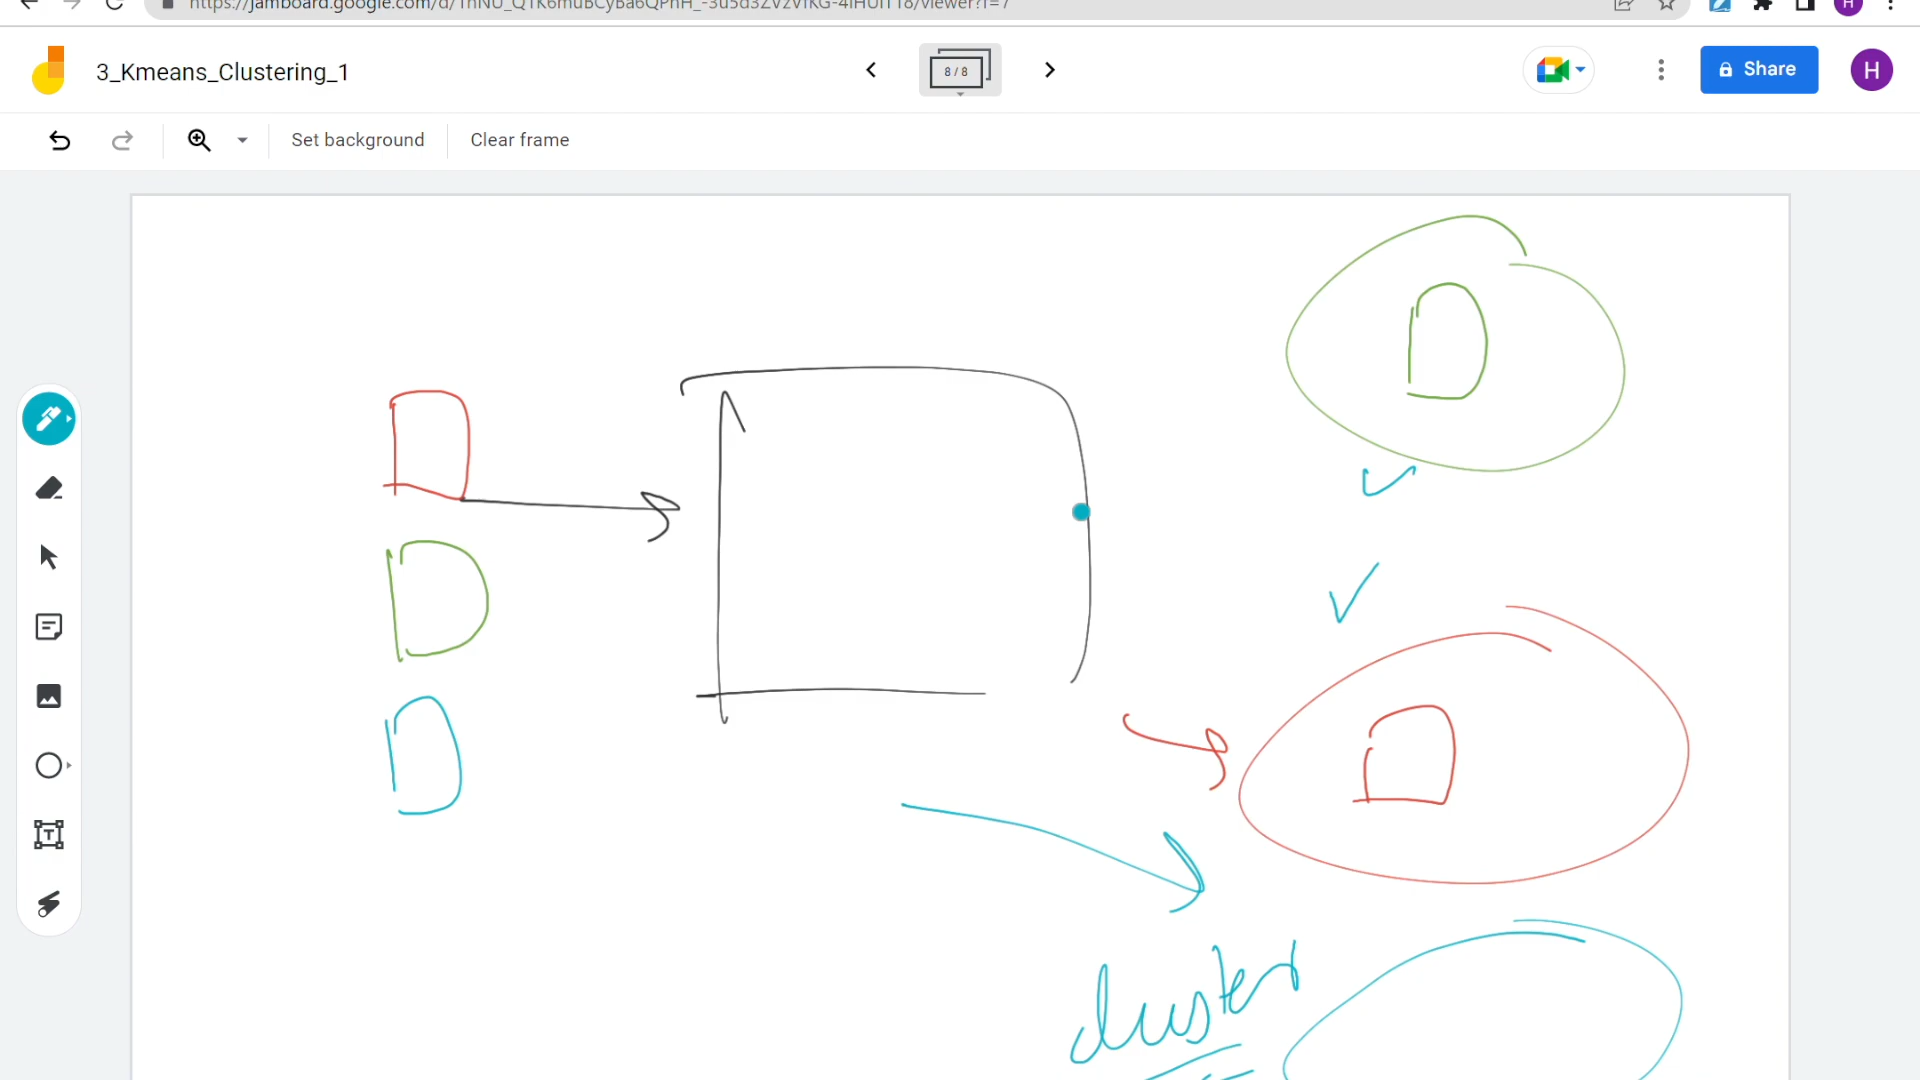 3_Kmeans_Clustering_1
8 / 8
Share
H
Set background
Clear frame
D
D
D
D
D
cluster